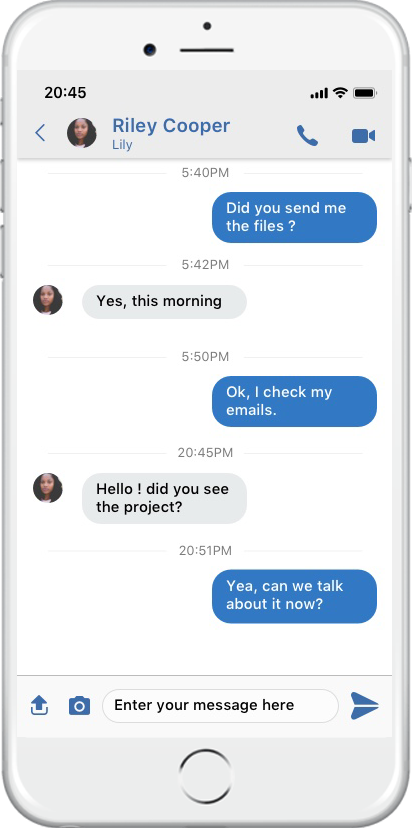 20:45
Riley Cooper
Lily
5:40PM
Did you send me
the files ?
5:42PM
Yes, this morning
5:50PM
Ok, I check my
emails.
20:45PM
Hello ! did you see
the project?
20:51PM
Yea, can we talk
about it now?
Enter your message here